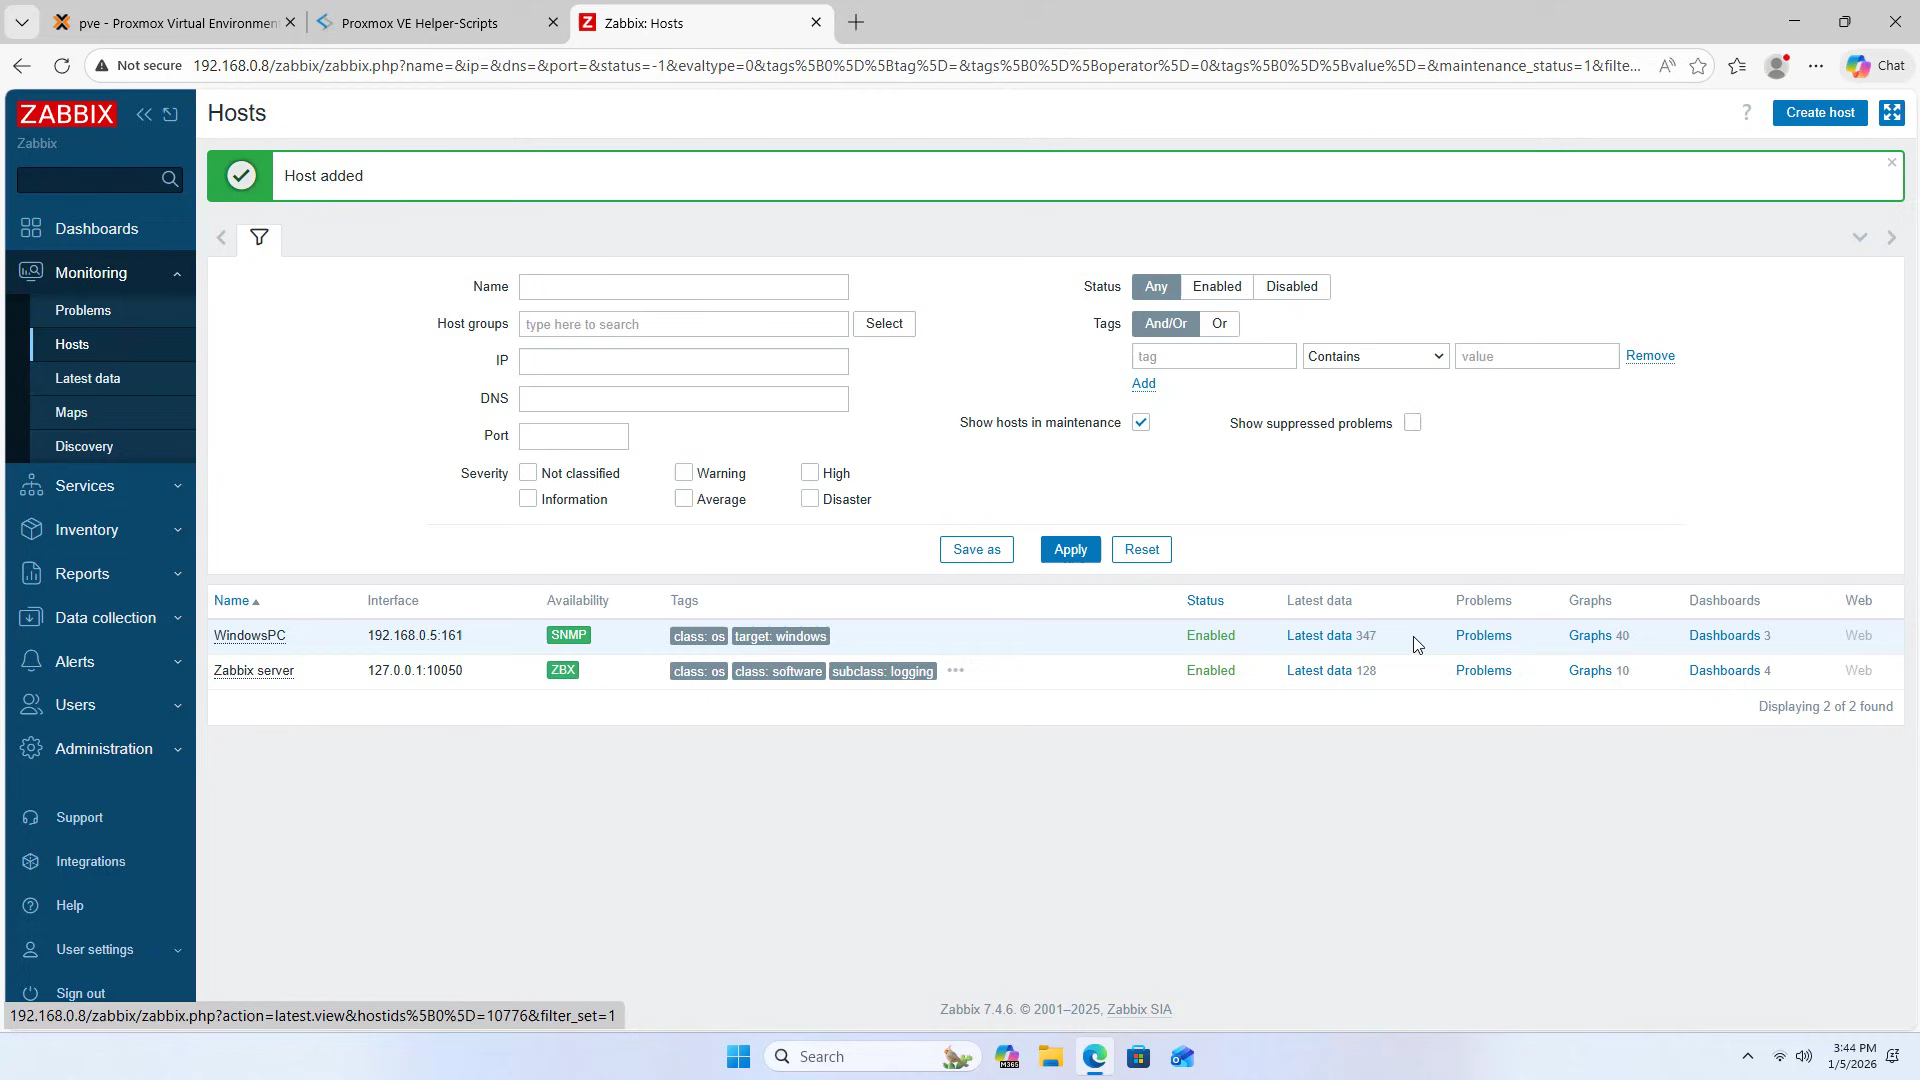 pve - Proxmox Virtual Environmen
Proxmox VE Helper-Scripts
Zabbix: Hosts
Not secure
192.168.0.8/zabbix/zabbix.php?name=&ip=&dns=&port=&status=-1&evaltype=0&tags%5B0%5D%5Btag%5D=&tags%5B0%5D%5Boperator%5D=0&tags%5B0%5D%5Bvalue%5D=&maintenance_status=1&filte...
Chat
ZABBIX
Zabbix
Dashboards
Monitoring
Problems
Hosts
Latest data
Maps
Discovery
Services
Inventory
Reports
Data collection
Alerts
Users
Administration
Support
Integrations
Help
User settings
Sign out
Hosts
?
Create host
Host added
Name
Host groups type here to search Select
IP
DNS
Port
Severity Not classified Warning High
Information Average Disaster
Status Any Enabled Disabled
Tags And/Or Or
tag Contains value Remove
Add
Show hosts in maintenance Show suppressed problems
Save as Apply Reset
Name Interface Availability Tags Status Latest data Problems Graphs Dashboards Web
WindowsPC 192.168.0.5:161 SNMP class: os target: windows Enabled Latest data 347 Problems Graphs 40 Dashboards 3 Web
Zabbix server 127.0.0.1:10050 ZBX class: os class: software subclass: logging ••• Enabled Latest data 128 Problems Graphs 10 Dashboards 4 Web
Displaying 2 of 2 found
Zabbix 7.4.6. © 2001–2025, Zabbix SIA
192.168.0.8/zabbix/zabbix.php?action=latest.view&hostids%5B0%5D=10776&filter_set=1
Search
M365
3:44 PM
1/5/2026